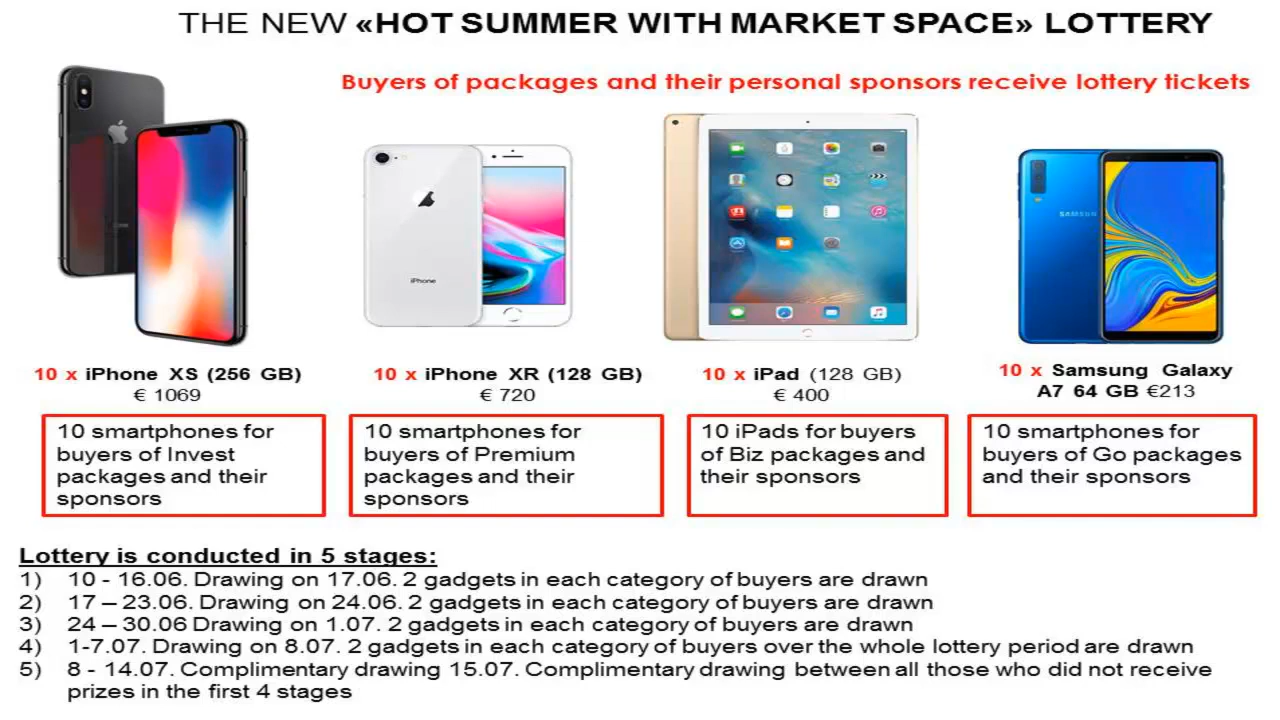 THE NEW «HOT SUMMER WITH MARKET SPACE» LOTTERY
Buyers of packages and their personal sponsors receive lottery tickets
iPhone
SAMSUNG
10 x iPhone XS (256 GB)
€ 1069
10 x iPhone XR (128 GB)
€ 720
10 x iPad (128 GB)
€ 400
10 x Samsung Galaxy
A7 64 GB €213
10 smartphones for
buyers of Invest
packages and their
sponsors
10 smartphones for
buyers of Premium
packages and their
sponsors
10 iPads for buyers
of Biz packages and
their sponsors
10 smartphones for
buyers of Go packages
and their sponsors
Lottery is conducted in 5 stages:
1) 10 - 16.06. Drawing on 17.06. 2 gadgets in each category of buyers are drawn
2) 17 – 23.06. Drawing on 24.06. 2 gadgets in each category of buyers are drawn
3) 24 – 30.06 Drawing on 1.07. 2 gadgets in each category of buyers are drawn
4) 1-7.07. Drawing on 8.07. 2 gadgets in each category of buyers over the whole lottery period are drawn
5) 8 - 14.07. Complimentary drawing 15.07. Complimentary drawing between all those who did not receive
prizes in the first 4 stages